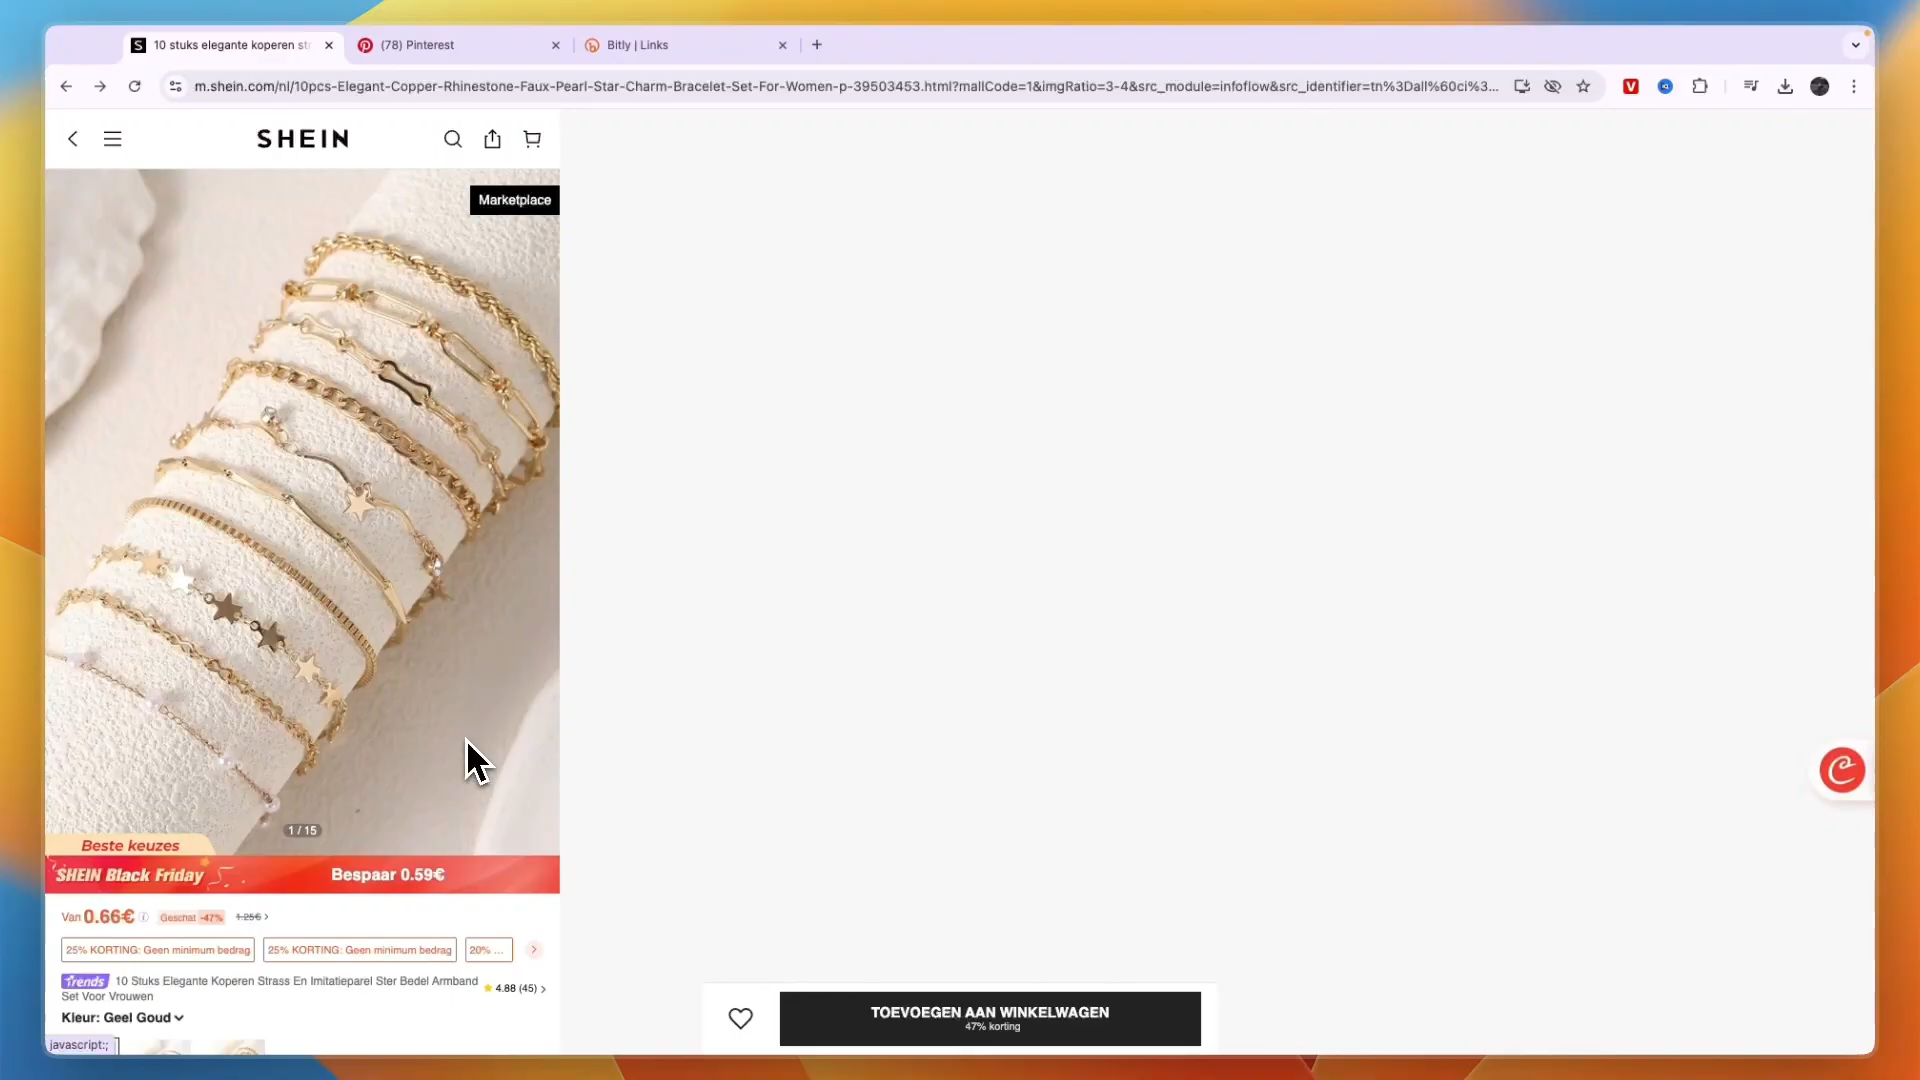 10 stuks elegante koperen str
(78) Pinterest
Bitly | Links
m.shein.com/nl/10pcs-Elegant-Copper-Rhinestone-Faux-Pearl-Star-Charm-Bracelet-Set-For-Women-p-39503453.html?mallCode=1&imgRatio=3-4&src_module=infoflow&src_identifier=tn%3Dall%60ci%3...
SHEIN
Marketplace
1 / 15
Beste keuzes
SHEIN Black Friday
Bespaar 0.59€
Van 0.66€ Geschat -47% 1.25€ >
25% KORTING: Geen minimum bedrag
25% KORTING: Geen minimum bedrag
20% ...
Trends 10 Stuks Elegante Koperen Strass En Imitatieparel Ster Bedel Armband
Set Voor Vrouwen
4.88 (45) >
Kleur: Geel Goud
javascript:;
TOEVOEGEN AAN WINKELWAGEN
47% korting